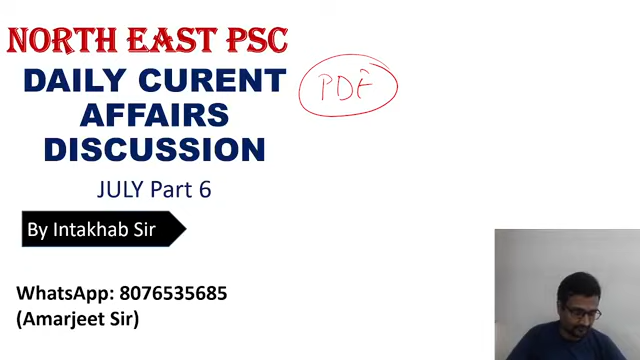 NORTH EAST PSC
DAILY CURENT
AFFAIRS
DISCUSSION
PDF
JULY Part 6
By Intakhab Sir
WhatsApp: 8076535685
(Amarjeet Sir)